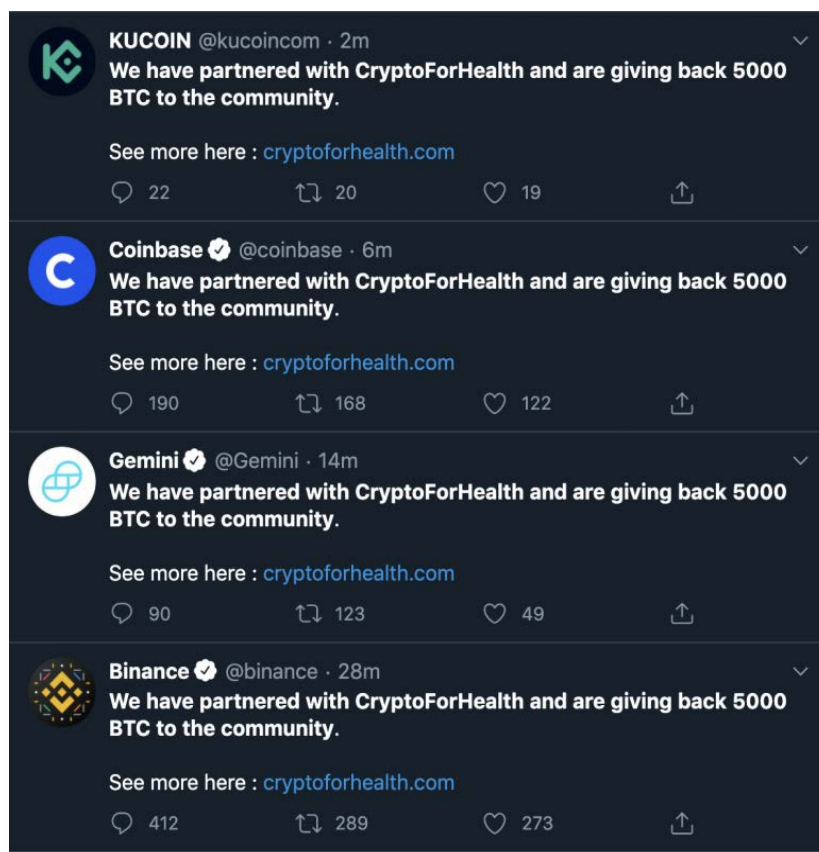 KUCOIN @kucoincom · 2m
We have partnered with CryptoForHealth and are giving back 5000
BTC to the community.
See more here : cryptoforhealth.com
22 20 19
Coinbase @coinbase · 6m
We have partnered with CryptoForHealth and are giving back 5000
BTC to the community.
See more here : cryptoforhealth.com
190 168 122
Gemini @Gemini · 14m
We have partnered with CryptoForHealth and are giving back 5000
BTC to the community.
See more here : cryptoforhealth.com
90 123 49
Binance @binance · 28m
We have partnered with CryptoForHealth and are giving back 5000
BTC to the community.
See more here : cryptoforhealth.com
412 289 273